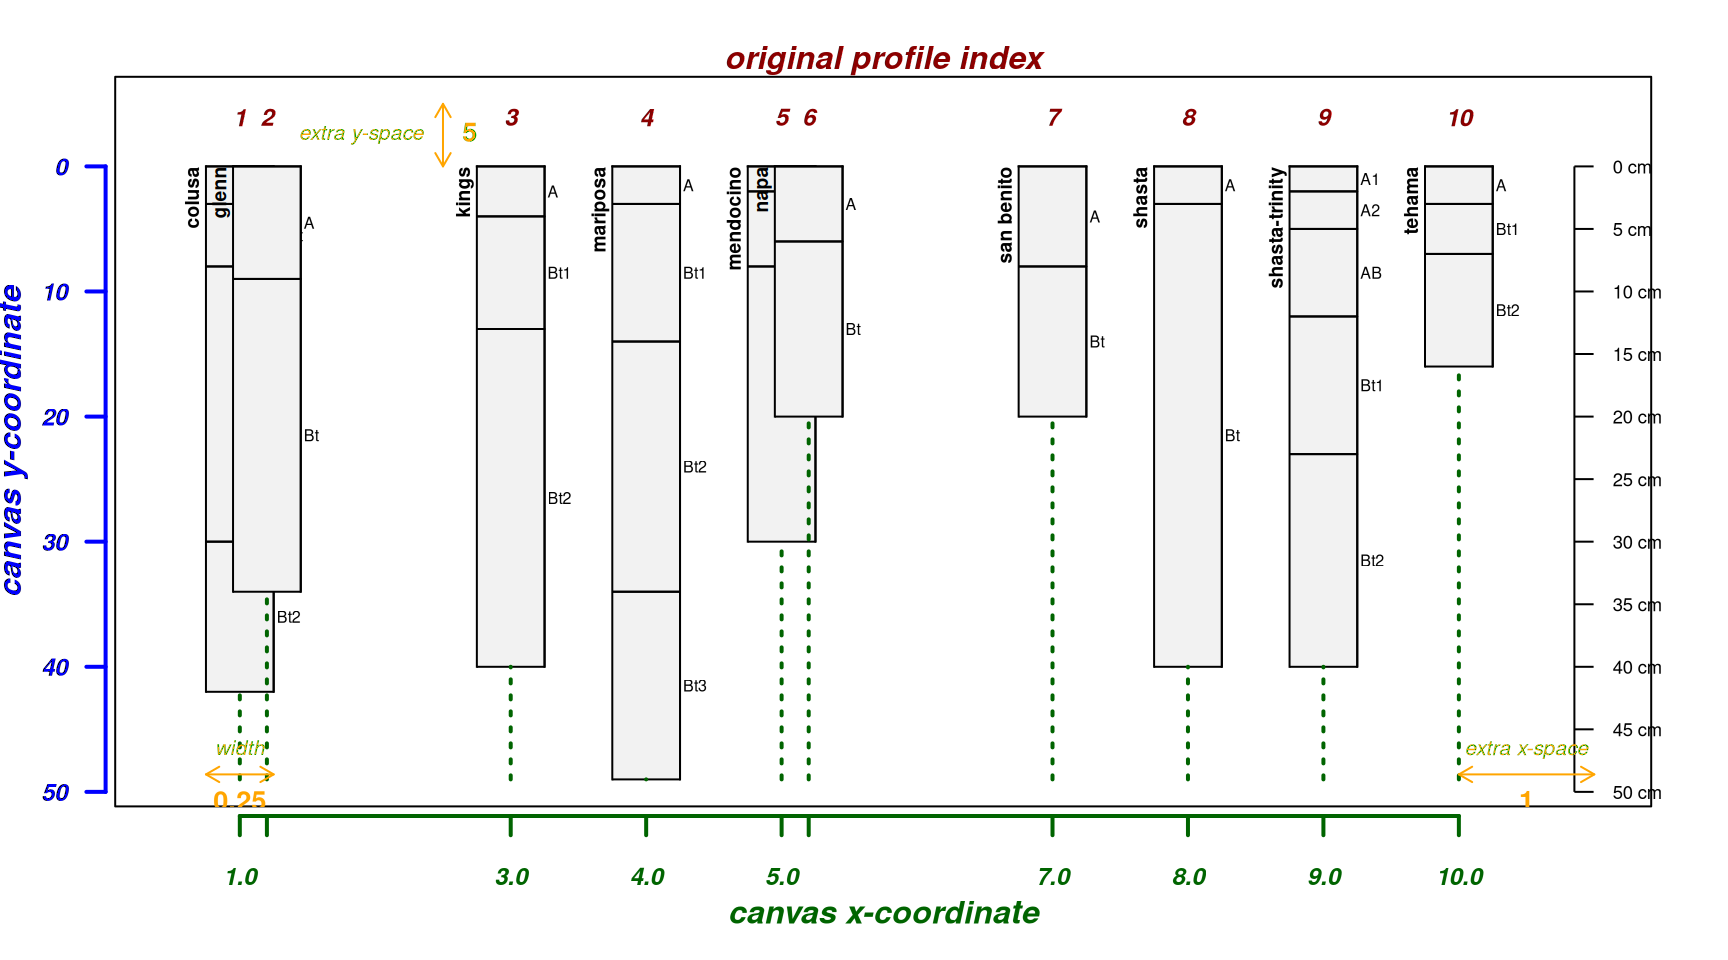 original profile index
1 2 3 4 5 6 7 8 9 10
extra y-space 5
canvas y-coordinate
0
10
20
30
40
50
colusa
Bt2
glenn
A
Bt
kings
A
Bt1
Bt2
mariposa
A
Bt1
Bt2
Bt3
mendocino
napa
A
Bt
san benito
A
Bt
shasta
A
Bt
shasta-trinity
A1
A2
AB
Bt1
Bt2
tehama
A
Bt1
Bt2
0 cm
5 cm
10 cm
15 cm
20 cm
25 cm
30 cm
35 cm
40 cm
45 cm
50 cm
width
0.25
extra x-space
1
1.0 3.0 4.0 5.0 7.0 8.0 9.0 10.0
canvas x-coordinate